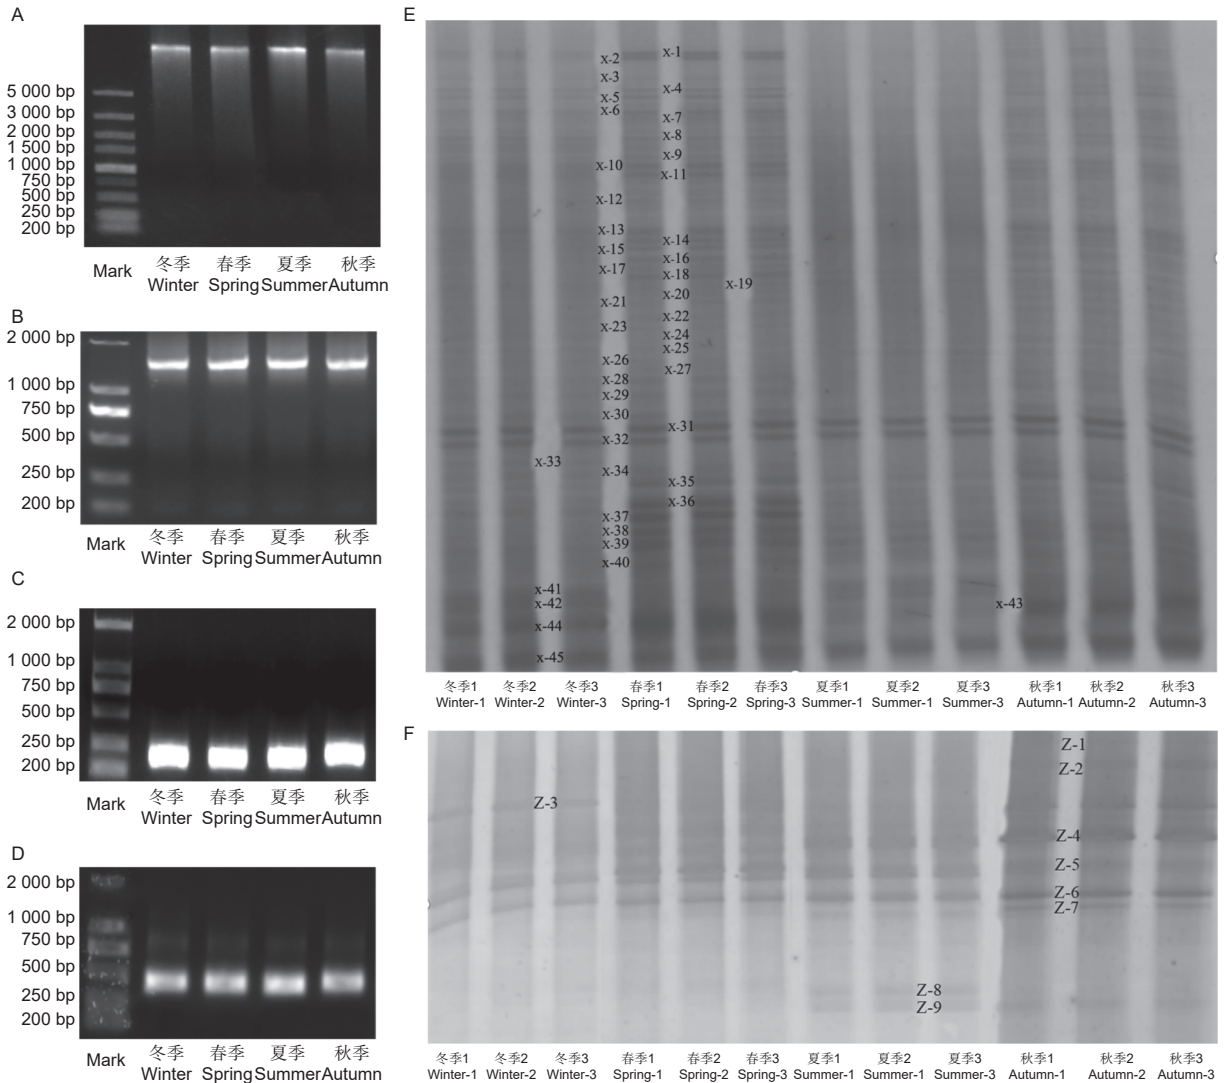 A
5 000 bp
3 000 bp
2 000 bp
1 500 bp
1 000 bp
750 bp
500 bp
250 bp
200 bp
Mark
冬季 春季 夏季 秋季
Winter Spring Summer Autumn
B
2 000 bp
1 000 bp
750 bp
500 bp
250 bp
200 bp
Mark
冬季 春季 夏季 秋季
Winter Spring Summer Autumn
C
2 000 bp
1 000 bp
750 bp
500 bp
250 bp
200 bp
Mark
冬季 春季 夏季 秋季
Winter Spring Summer Autumn
D
2 000 bp
1 000 bp
750 bp
500 bp
250 bp
200 bp
Mark
冬季 春季 夏季 秋季
Winter Spring Summer Autumn
E
x-1
x-2
x-3
x-4
x-5
x-6
x-7
x-8
x-9
x-10
x-11
x-12
x-13
x-14
x-15
x-16
x-17
x-18
x-19
x-20
x-21
x-22
x-23
x-24
x-25
x-26
x-27
x-28
x-29
x-30
x-31
x-32
x-33
x-34
x-35
x-36
x-37
x-38
x-39
x-40
x-41
x-42
x-43
x-44
x-45
冬季1 冬季2 冬季3 春季1 春季2 春季3 夏季1 夏季2 夏季3 秋季1 秋季2 秋季3
Winter-1 Winter-2 Winter-3 Spring-1 Spring-2 Spring-3 Summer-1 Summer-1 Summer-3 Autumn-1 Autumn-2 Autumn-3
F
Z-1
Z-2
Z-3
Z-4
Z-5
Z-6
Z-7
Z-8
Z-9
冬季1 冬季2 冬季3 春季1 春季2 春季3 夏季1 夏季2 夏季3 秋季1 秋季2 秋季3
Winter-1 Winter-2 Winter-3 Spring-1 Spring-2 Spring-3 Summer-1 Summer-2 Summer-3 Autumn-1 Autumn-2 Autumn-3